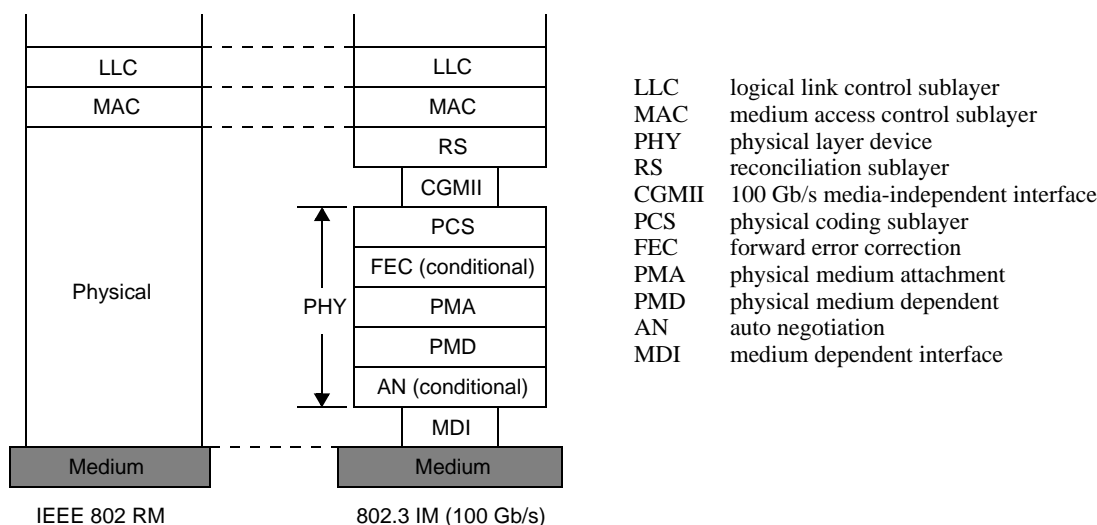 LLC
MAC
Physical
Medium
IEEE 802 RM
LLC
MAC
RS
CGMII
PCS
FEC (conditional)
PHY
PMA
PMD
AN (conditional)
MDI
Medium
802.3 IM (100 Gb/s)
LLC logical link control sublayer
MAC medium access control sublayer
PHY physical layer device
RS reconciliation sublayer
CGMII 100 Gb/s media-independent interface
PCS physical coding sublayer
FEC forward error correction
PMA physical medium attachment
PMD physical medium dependent
AN auto negotiation
MDI medium dependent interface